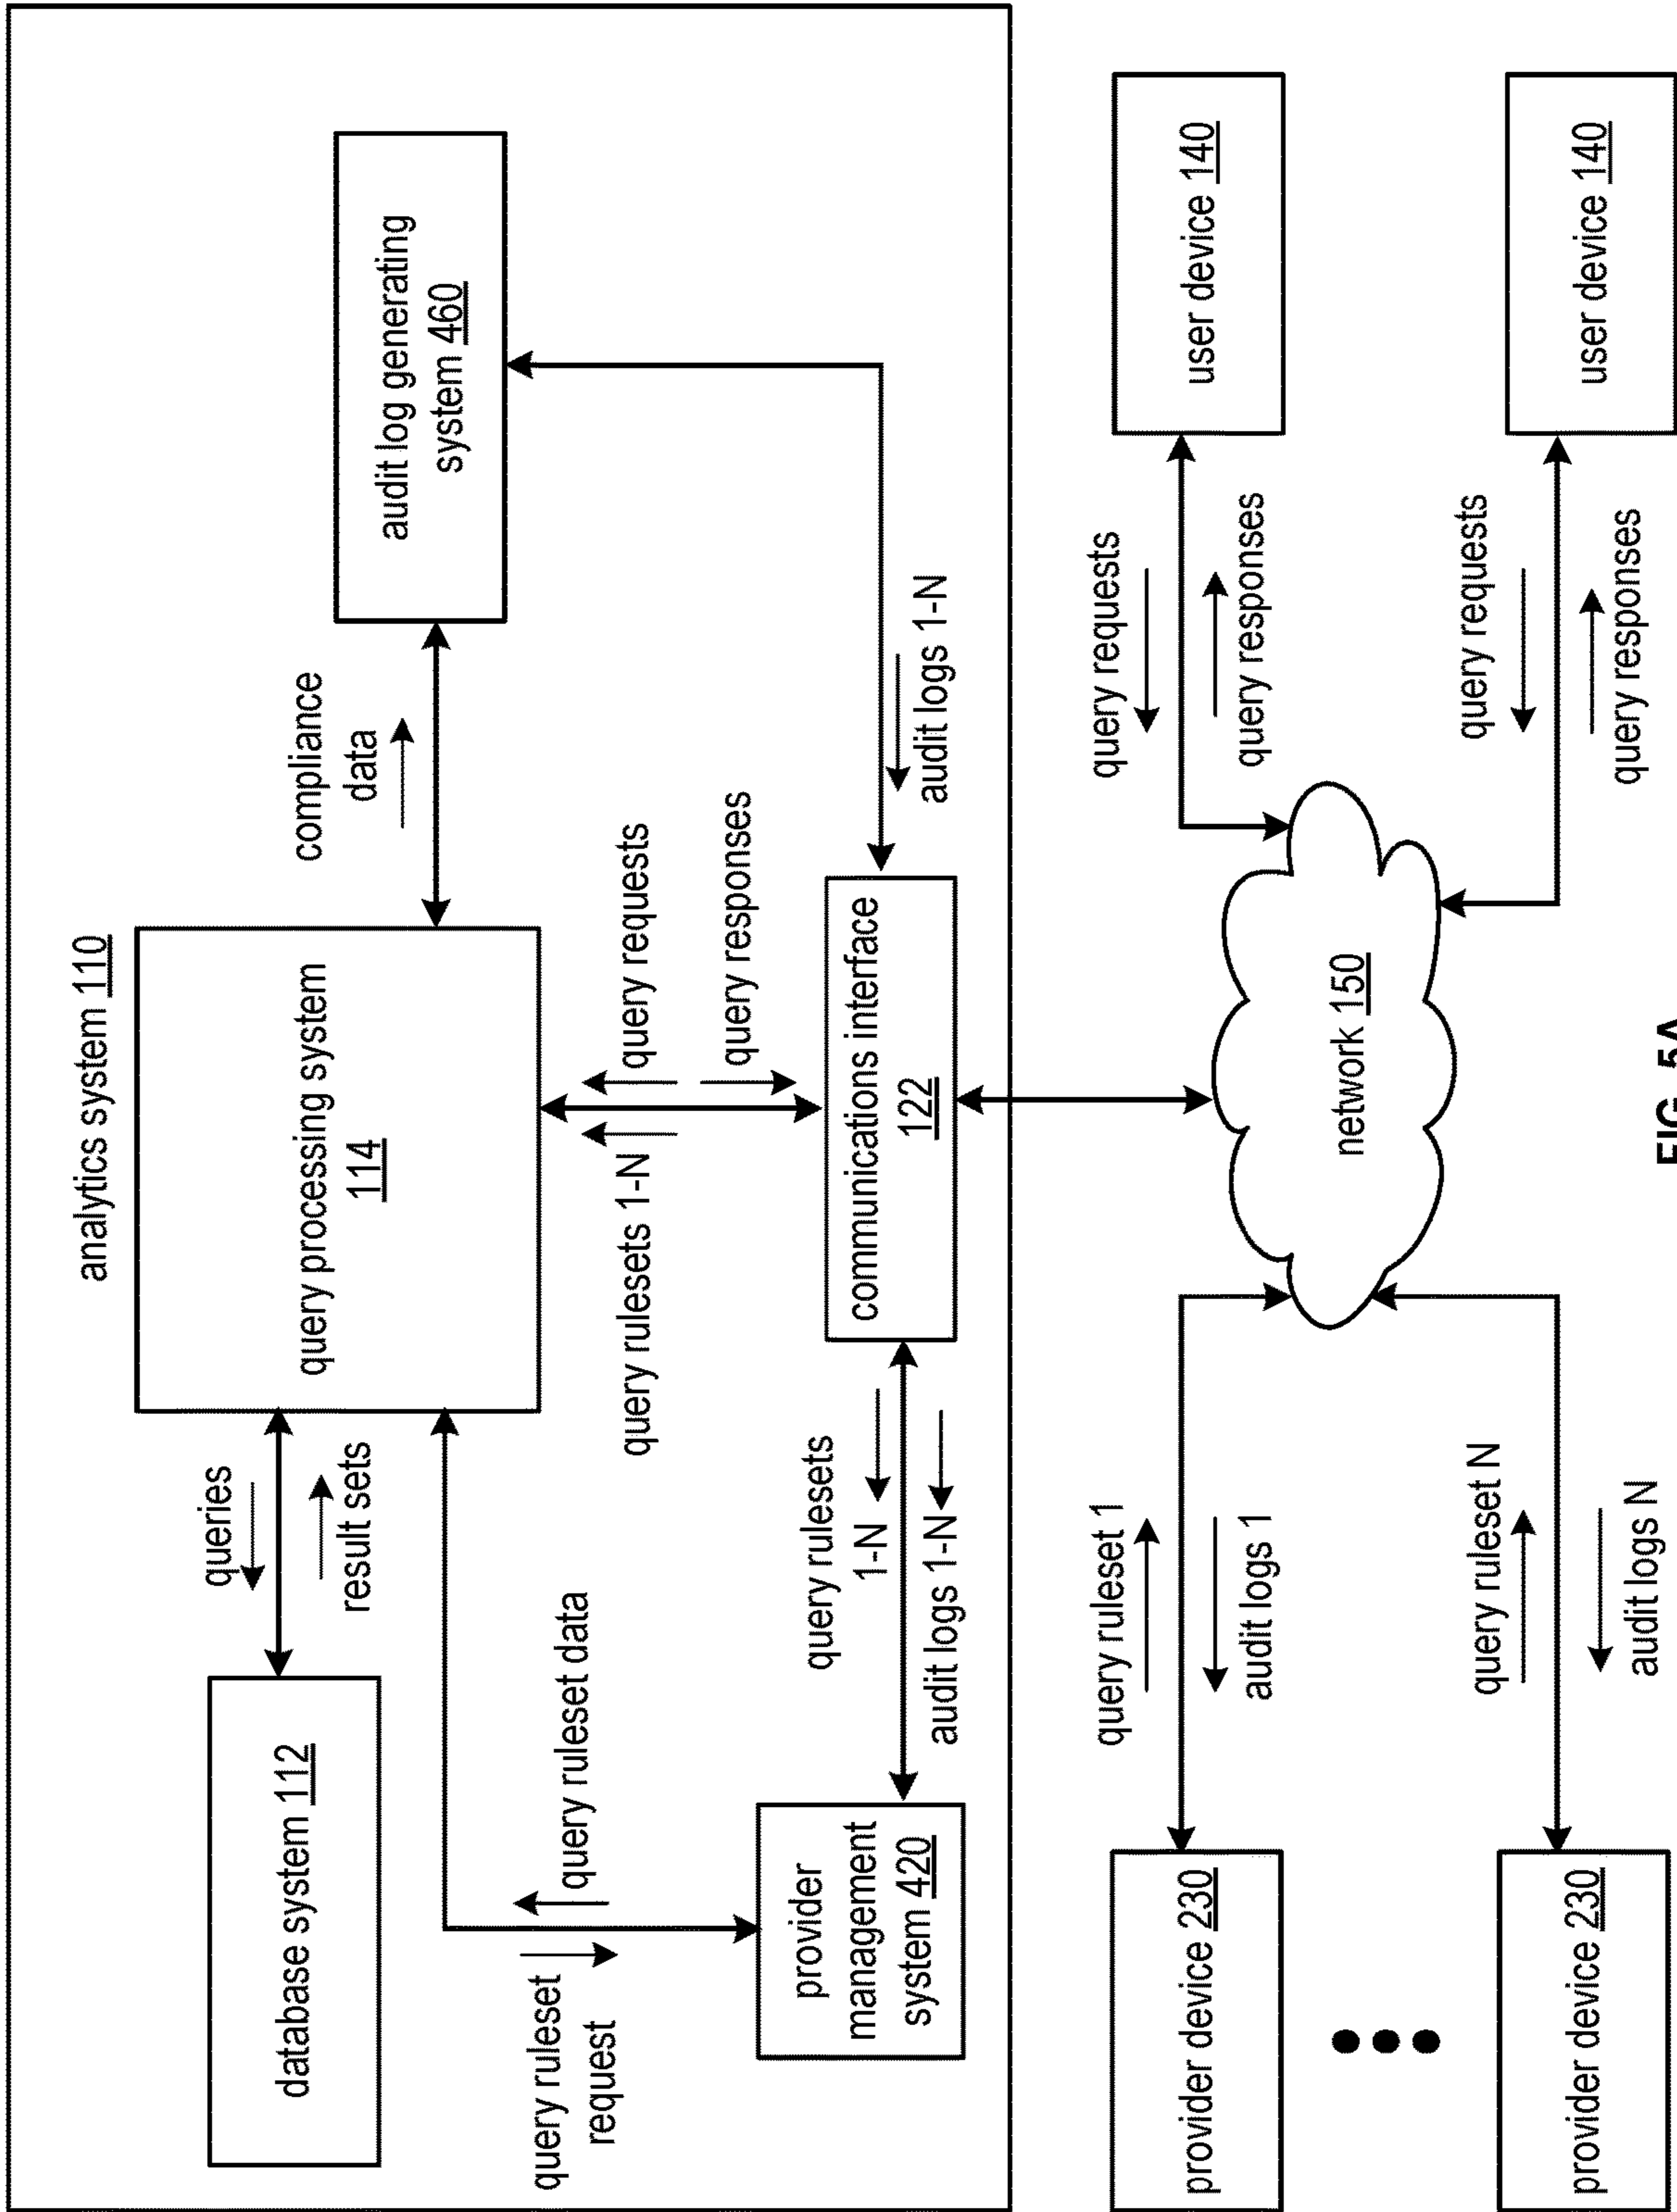 analytics system 110
database system 112
queries
result sets
query processing system
114
compliance
data
audit log generating
system 460
query ruleset
request
query ruleset data
query rulesets 1-N
query requests
query responses
provider
management
system 420
query rulesets
1-N
audit logs 1-N
communications interface
122
audit logs 1-N
provider device 230
query ruleset 1
audit logs 1
network 150
query requests
query responses
user device 140
provider device 230
query ruleset N
audit logs N
query requests
query responses
user device 140
FIG. 5A